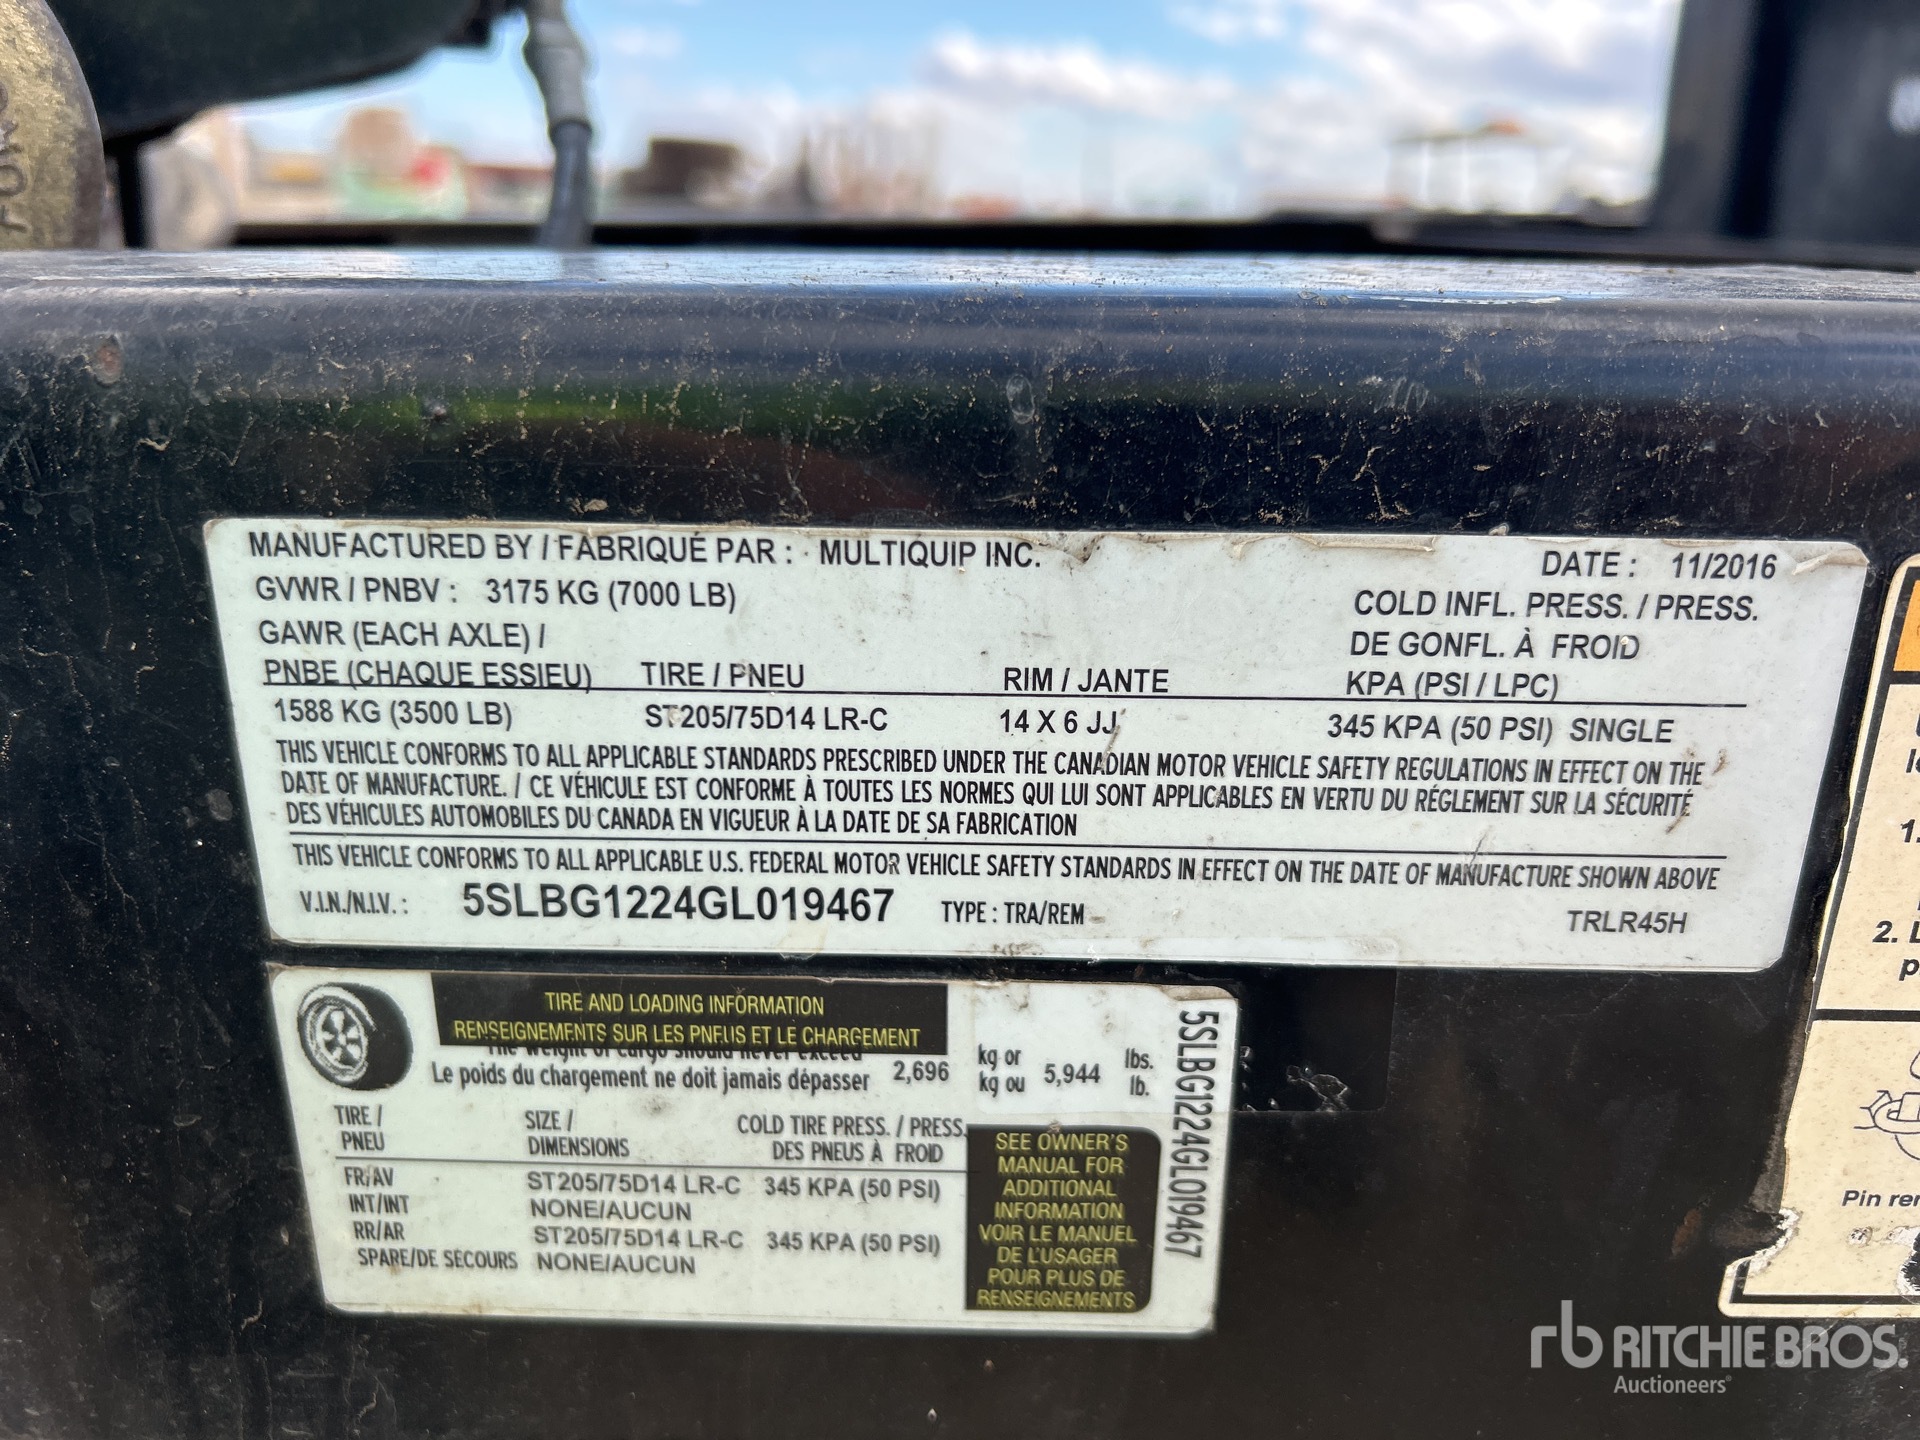 MANUFACTURED BY / FABRIQUÉ PAR : MULTIQUIP INC.
DATE : 11/2016
GVWR / PNBV : 3175 KG (7000 LB)
COLD INFL. PRESS. / PRESS.
GAWR (EACH AXLE) /
DE GONFL. À FROID
PNBE (CHAQUE ESSIEU) TIRE / PNEU RIM / JANTE KPA (PSI / LPC)
1588 KG (3500 LB) ST205/75D14 LR-C 14 X 6 JJ 345 KPA (50 PSI) SINGLE
THIS VEHICLE CONFORMS TO ALL APPLICABLE STANDARDS PRESCRIBED UNDER THE CANADIAN MOTOR VEHICLE SAFETY REGULATIONS IN EFFECT ON THE
DATE OF MANUFACTURE. / CE VÉHICULE EST CONFORME À TOUTES LES NORMES QUI LUI SONT APPLICABLES EN VERTU DU RÉGLEMENT SUR LA SÉCURITÉ
DES VÉHICULES AUTOMOBILES DU CANADA EN VIGUEUR À LA DATE DE SA FABRICATION
THIS VEHICLE CONFORMS TO ALL APPLICABLE U.S. FEDERAL MOTOR VEHICLE SAFETY STANDARDS IN EFFECT ON THE DATE OF MANUFACTURE SHOWN ABOVE
V.I.N./N.I.V. : 5SLBG1224GL019467 TYPE : TRA/REM TRLR45H
TIRE AND LOADING INFORMATION
RENSEIGNEMENTS SUR LES PNEUS ET LE CHARGEMENT
The weight of cargo should never exceed
Le poids du chargement ne doit jamais dépasser 2,696 kg or
kg ou 5,944 lbs.
lb.
TIRE /
PNEU
SIZE /
DIMENSIONS
COLD TIRE PRESS. / PRESS.
DES PNEUS À FROID
FR/AV ST205/75D14 LR-C 345 KPA (50 PSI)
INT/INT NONE/AUCUN
RR/AR ST205/75D14 LR-C 345 KPA (50 PSI)
SPARE/DE SECOURS NONE/AUCUN
SEE OWNER'S
MANUAL FOR
ADDITIONAL
INFORMATION
VOIR LE MANUEL
DE L'USAGER
POUR PLUS DE
RENSEIGNEMENTS
5SLBG1224GL019467
1.
2.
Pin
rb RITCHIE BROS.
Auctioneers